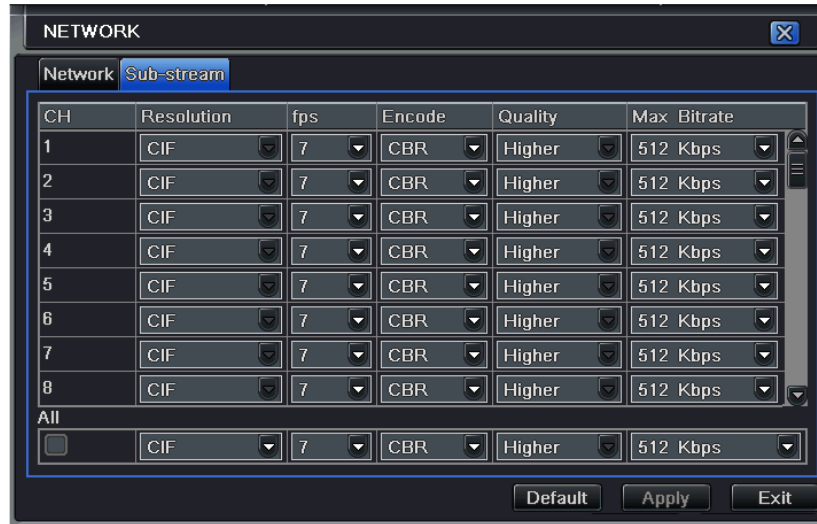 NETWORK
Network Sub-stream
CH Resolution fps Encode Quality Max Bitrate
1 CIF 7 CBR Higher 512 Kbps
2 CIF 7 CBR Higher 512 Kbps
3 CIF 7 CBR Higher 512 Kbps
4 CIF 7 CBR Higher 512 Kbps
5 CIF 7 CBR Higher 512 Kbps
6 CIF 7 CBR Higher 512 Kbps
7 CIF 7 CBR Higher 512 Kbps
8 CIF 7 CBR Higher 512 Kbps
All
CIF 7 CBR Higher 512 Kbps
Default Apply Exit